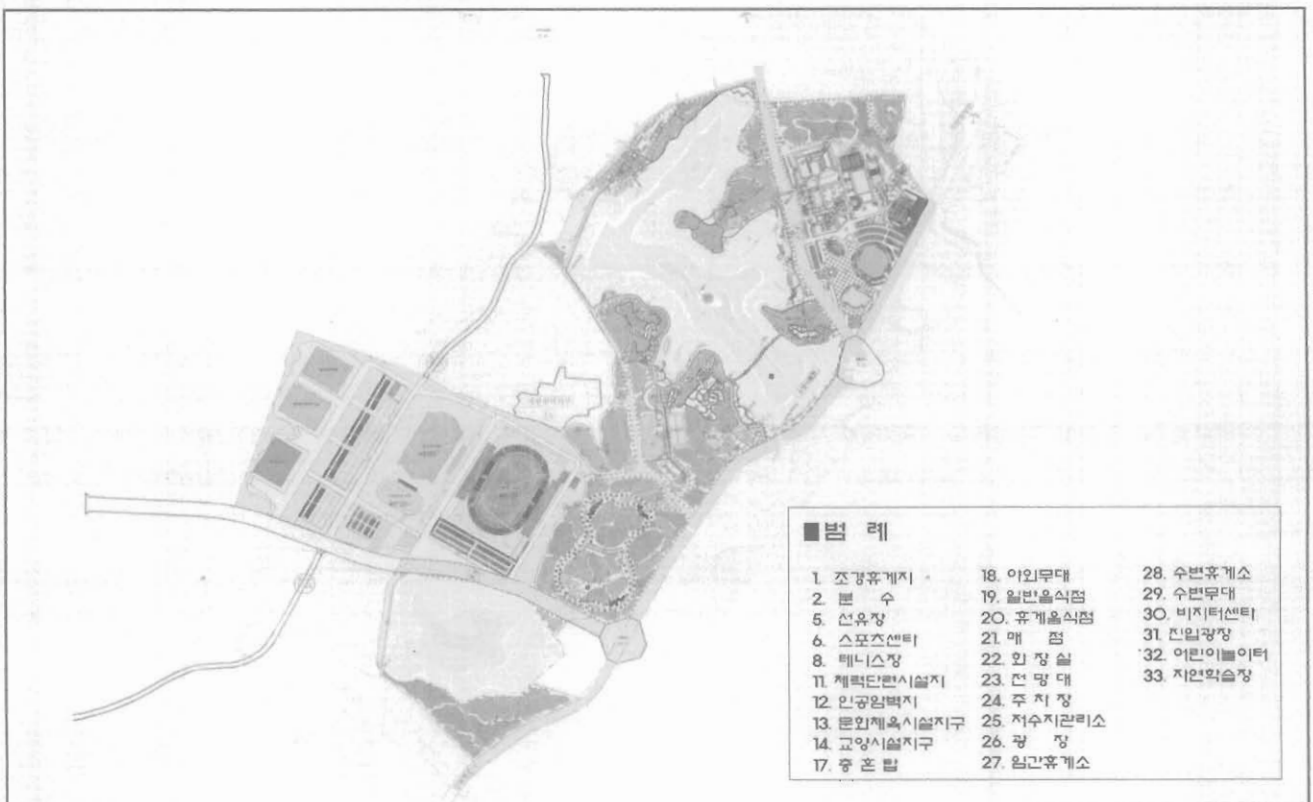 ■범 례
1. 조경휴게지
2. 분 수
5. 선유장
6. 스포츠센타
8. 테니스장
11. 체력단련시설지
12. 인공암벽지
13. 문화체육시설지구
14. 교양시설지구
17. 충 혼 탑
18. 야외무대
19. 일반음식점
20. 휴게음식점
21. 매 점
22. 화 장 실
23. 전 망 대
24. 주 차 장
25. 저수지관리소
26. 광 장
27. 임간휴게소
28. 수변휴게소
29. 수변무대
30. 비지터센타
31. 진입광장
32. 어린이놀이터
33. 자연학습장